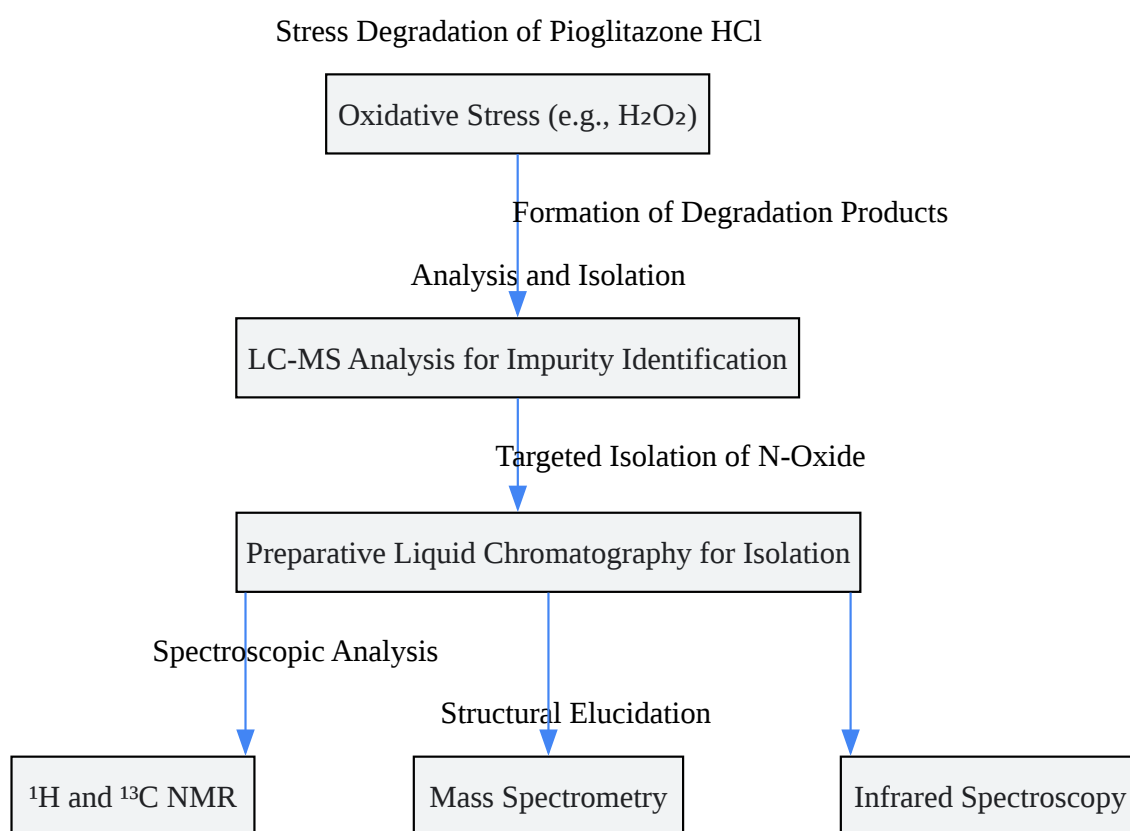 Stress Degradation of Pioglitazone HCl
Oxidative Stress (e.g., H₂O₂)
Formation of Degradation Products
Analysis and Isolation
LC-MS Analysis for Impurity Identification
Targeted Isolation of N-Oxide
Preparative Liquid Chromatography for Isolation
Spectroscopic Analysis
Structural Elucidation
¹H and ¹³C NMR
Mass Spectrometry
Infrared Spectroscopy